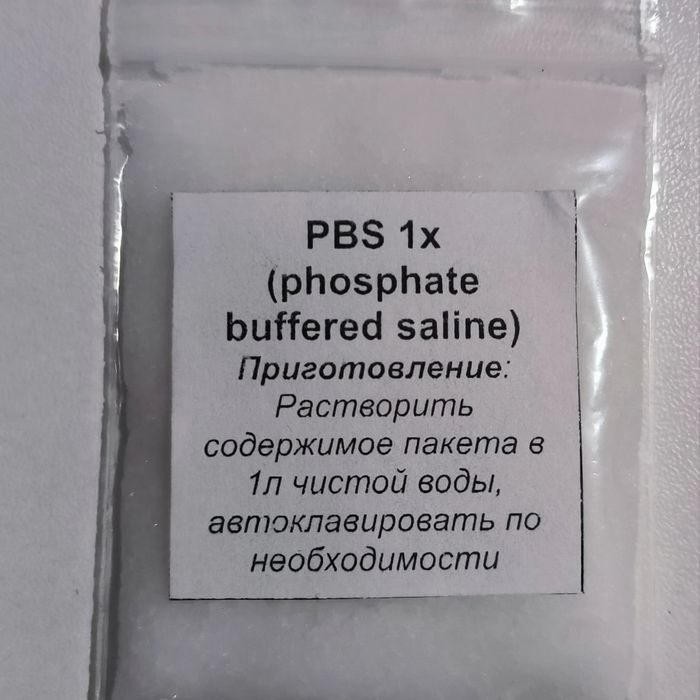 PBS 1x
(phosphate
buffered saline)
Приготовление:
Растворить
содержимое пакета в
1л чистой воды,
автоклавировать по
необходимости